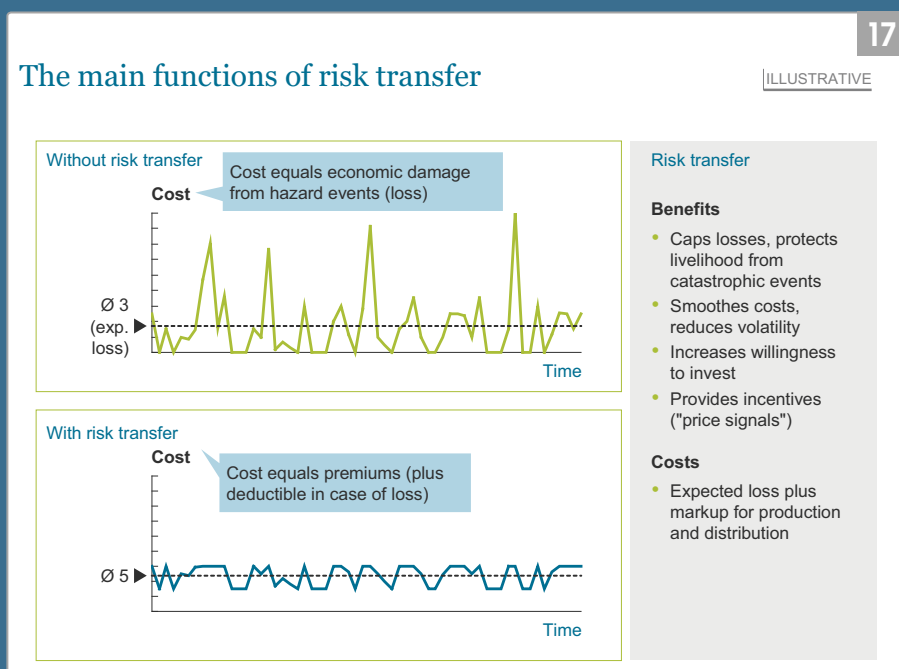 17
The main functions of risk transfer
ILLUSTRATIVE
Without risk transfer
Cost equals economic damage
from hazard events (loss)
Cost
Ø 3
(exp.
loss)
Time
With risk transfer
Cost
Cost equals premiums (plus
deductible in case of loss)
Ø 5
Time
Risk transfer
Benefits
• Caps losses, protects
livelihood from
catastrophic events
• Smoothes costs,
reduces volatility
• Increases willingness
to invest
• Provides incentives
("price signals")
Costs
• Expected loss plus
markup for production
and distribution